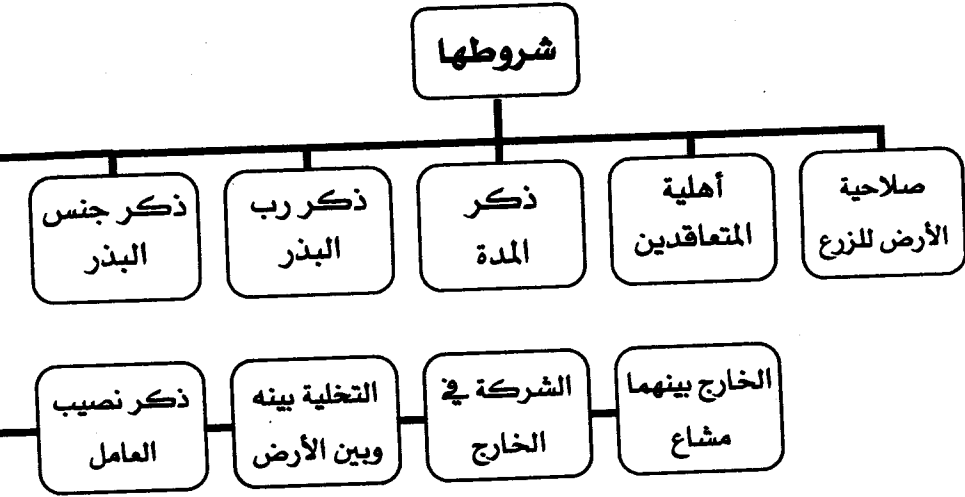 شروطها
صلاحية
الأرض للزرع
أهلية
المتعاقدين
ذكر
المدة
ذكر رب
البذر
ذكر جنس
البذر
ذكر نصيب
العامل
التخلية بينه
وبين الأرض
الشركة في
الخارج
الخارج بينهما
مشاع